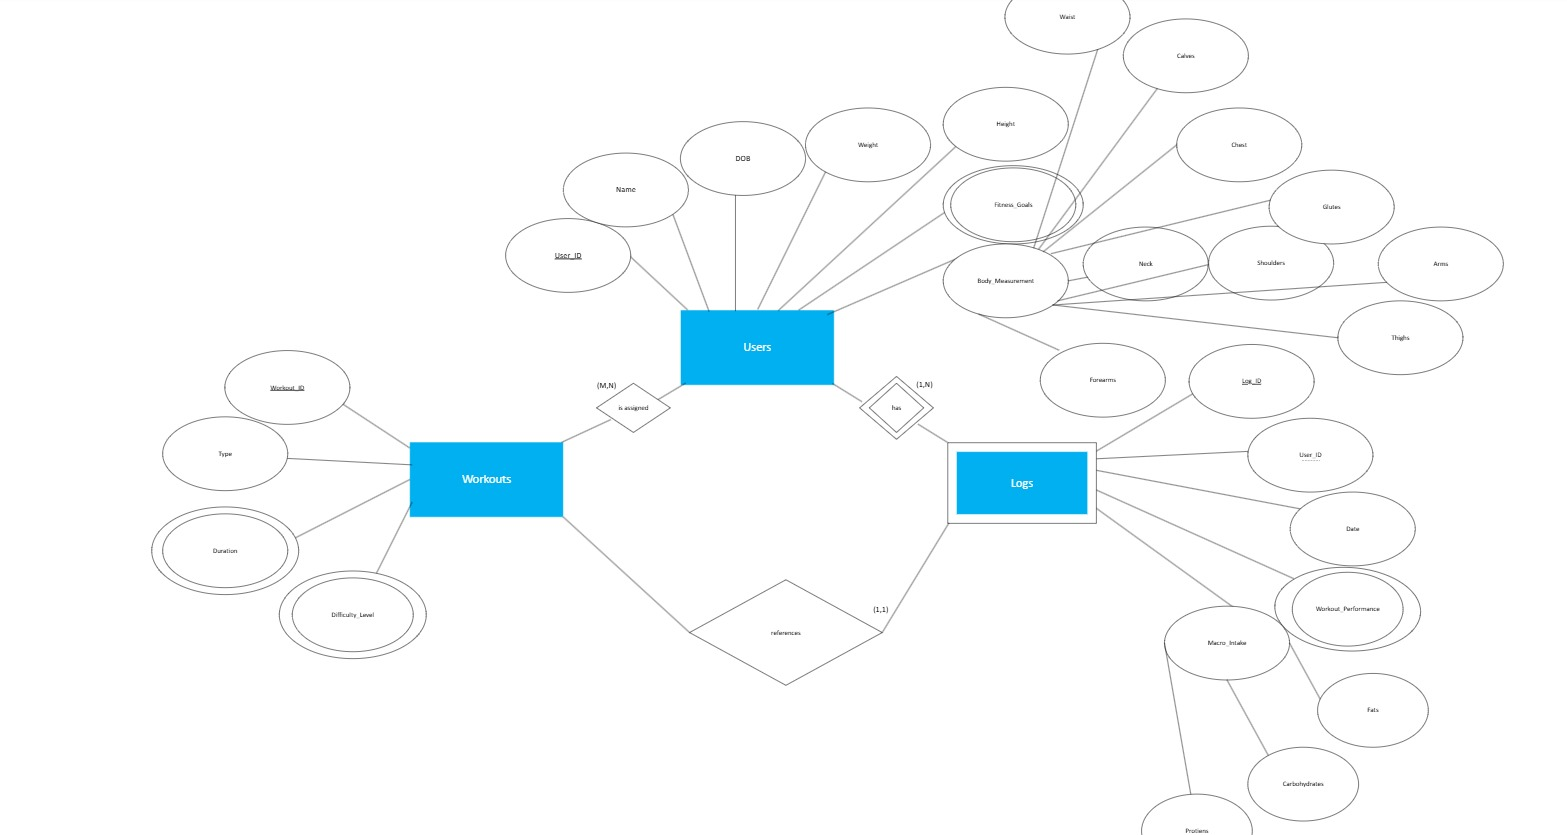 Waist
Calves
Height
Chest
Weight
DOB
Name
Fitness_Goals
Glutes
User_ID
Neck
Shoulders
Arms
Body_Measurement
Thighs
Users
Forearms
Log_ID
(M,N)
(1,N)
Workout_ID
is assigned
has
Type
User_ID
Workouts
Logs
Date
Duration
Workout_Performance
(1,1)
Difficulty_Level
references
Macro_Intake
Fats
Carbohydrates
Protiens